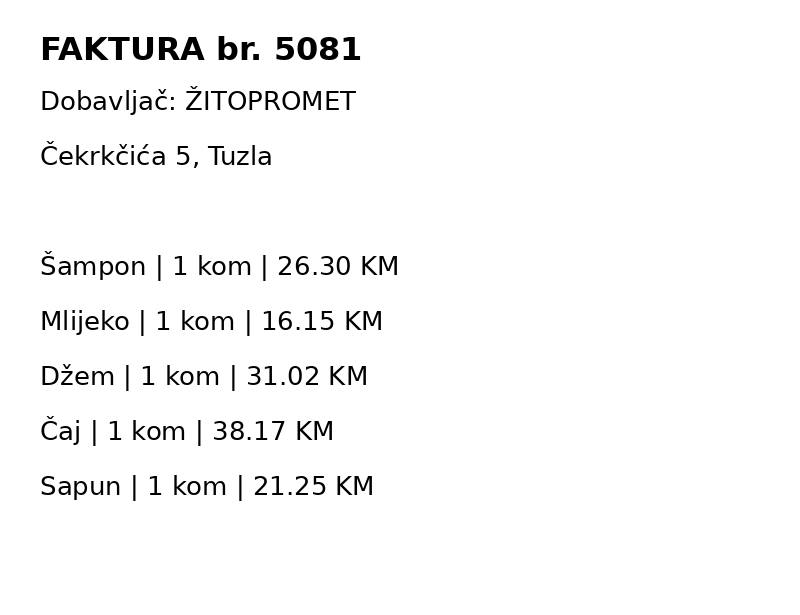 FAKTURA br. 5081
Dobavljač: ŽITOPROMET
Čekrkčića 5, Tuzla
Šampon | 1 kom | 26.30 KM
Mlijeko | 1 kom | 16.15 KM
Džem | 1 kom | 31.02 KM
Čaj | 1 kom | 38.17 KM
Sapun | 1 kom | 21.25 KM